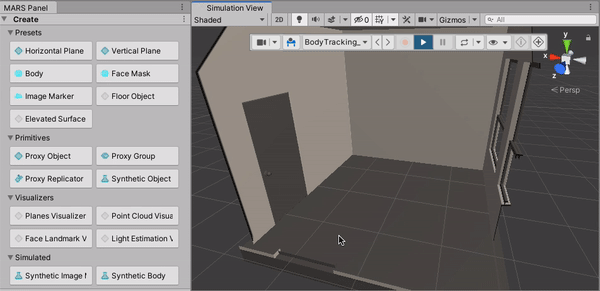 MARS Panel
Create
Presets
Horizontal Plane
Vertical Plane
Body
Face Mask
Image Marker
Floor Object
Elevated Surface
Primitives
Proxy Object
Proxy Group
Proxy Replicator
Synthetic Object
Visualizers
Planes Visualizer
Point Cloud Visua
Face Landmark V
Light Estimation V
Simulated
Synthetic Image M
Synthetic Body
Simulation View
Shaded
2D
0
Gizmos
All
BodyTracking_
y
x
z
Persp